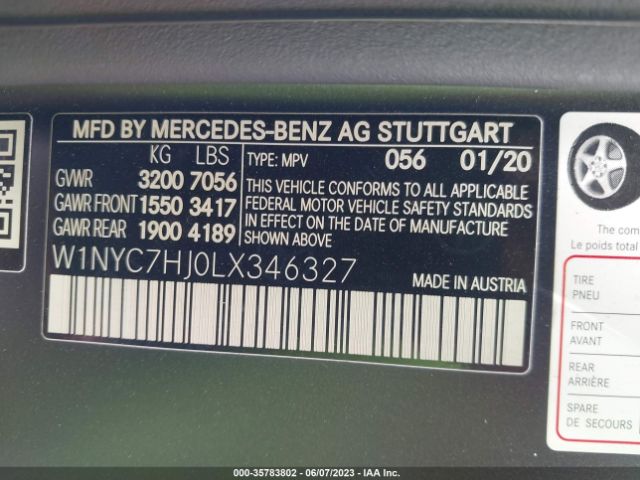 MFD BY MERCEDES-BENZ AG STUTTGART
KG LBS
GVWR 3200 7056
GAWR FRONT 1550 3417
GAWR REAR 1900 4189
TYPE: MPV 056 01/20
THIS VEHICLE CONFORMS TO ALL APPLICABLE
FEDERAL MOTOR VEHICLE SAFETY STANDARDS
IN EFFECT ON THE DATE OF MANUFACTURE
SHOWN ABOVE
W1NYC7HJ0LX346327
MADE IN AUSTRIA
The com
Le poids total
TIRE
PNEU
FRONT
AVANT
REAR
ARRIÈRE
SPARE
DE SECOURS
000-35783802 - 06/07/2023 - IAA Inc.